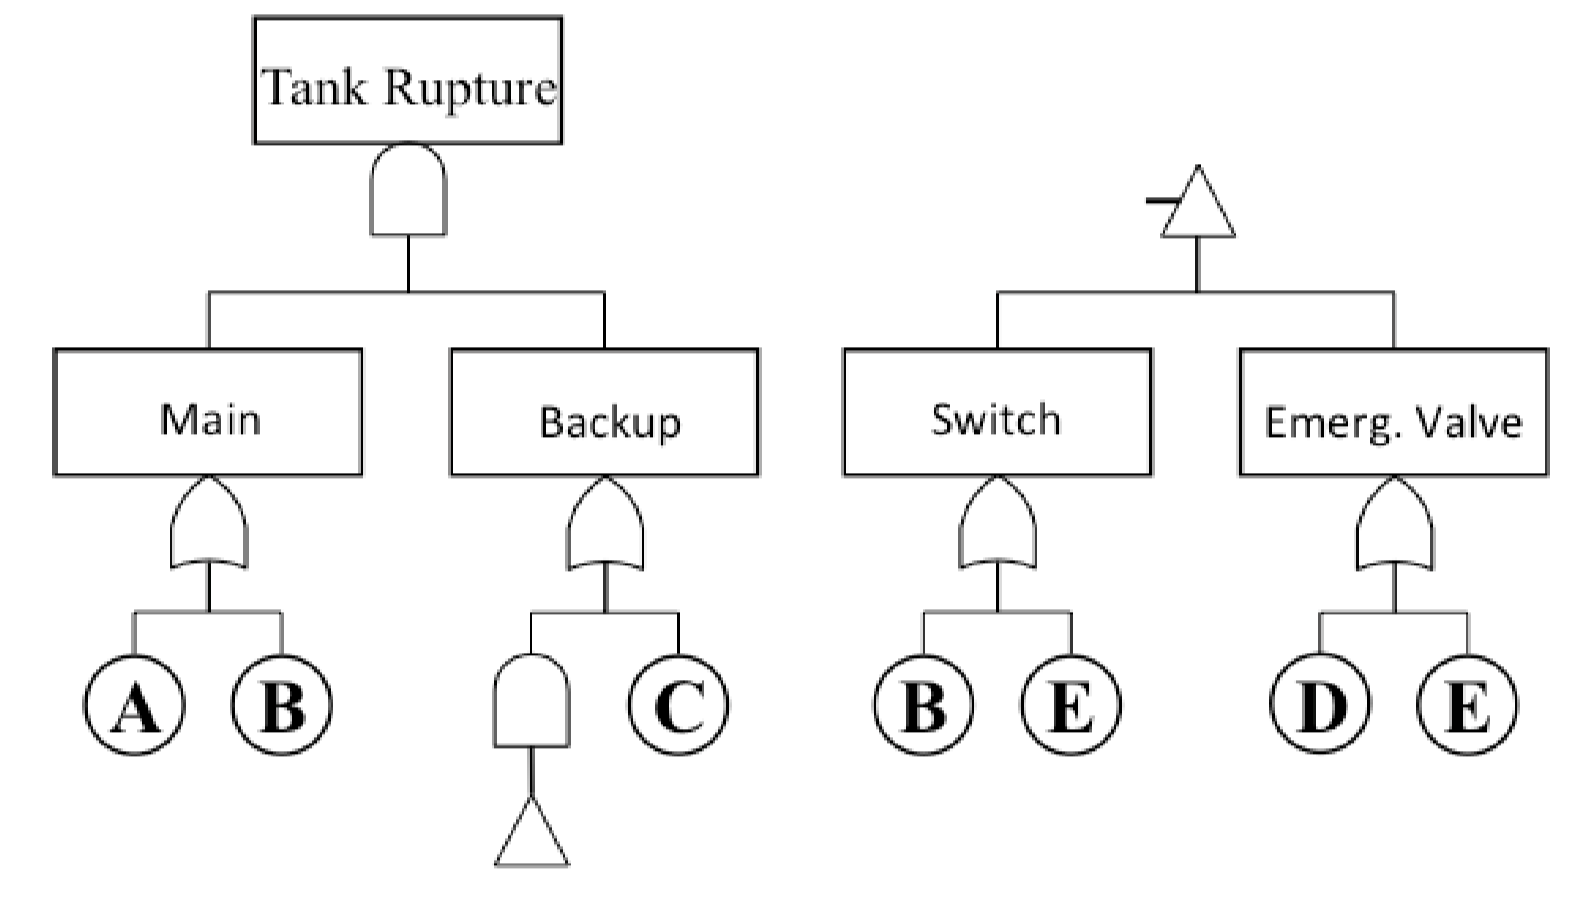 Tank Rupture
Main
Backup
Switch
Emerg. Valve
A
B
C
B
E
D
E